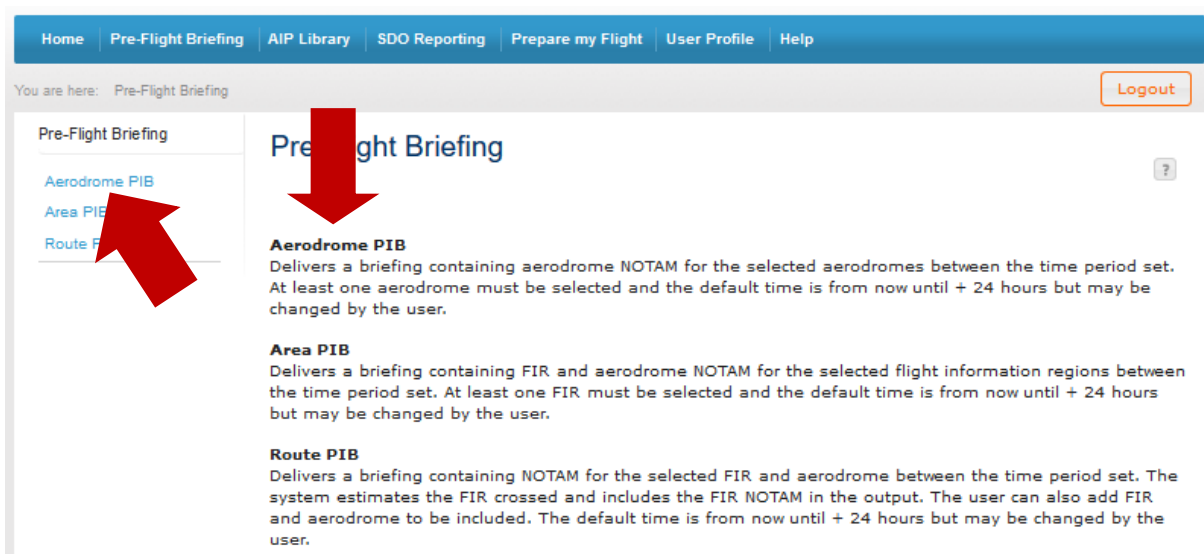 Home Pre-Flight Briefing AIP Library SDO Reporting Prepare my Flight User Profile Help
You are here: Pre-Flight Briefing
Logout
Pre-Flight Briefing
Aerodrome PIB
Area PIB
Route
Pre ght Briefing
?
Aerodrome PIB
Delivers a briefing containing aerodrome NOTAM for the selected aerodromes between the time period set.
At least one aerodrome must be selected and the default time is from now until + 24 hours but may be
changed by the user.
Area PIB
Delivers a briefing containing FIR and aerodrome NOTAM for the selected flight information regions between
the time period set. At least one FIR must be selected and the default time is from now until + 24 hours
but may be changed by the user.
Route PIB
Delivers a briefing containing NOTAM for the selected FIR and aerodrome between the time period set. The
system estimates the FIR crossed and includes the FIR NOTAM in the output. The user can also add FIR
and aerodrome to be included. The default time is from now until + 24 hours but may be changed by the
user.